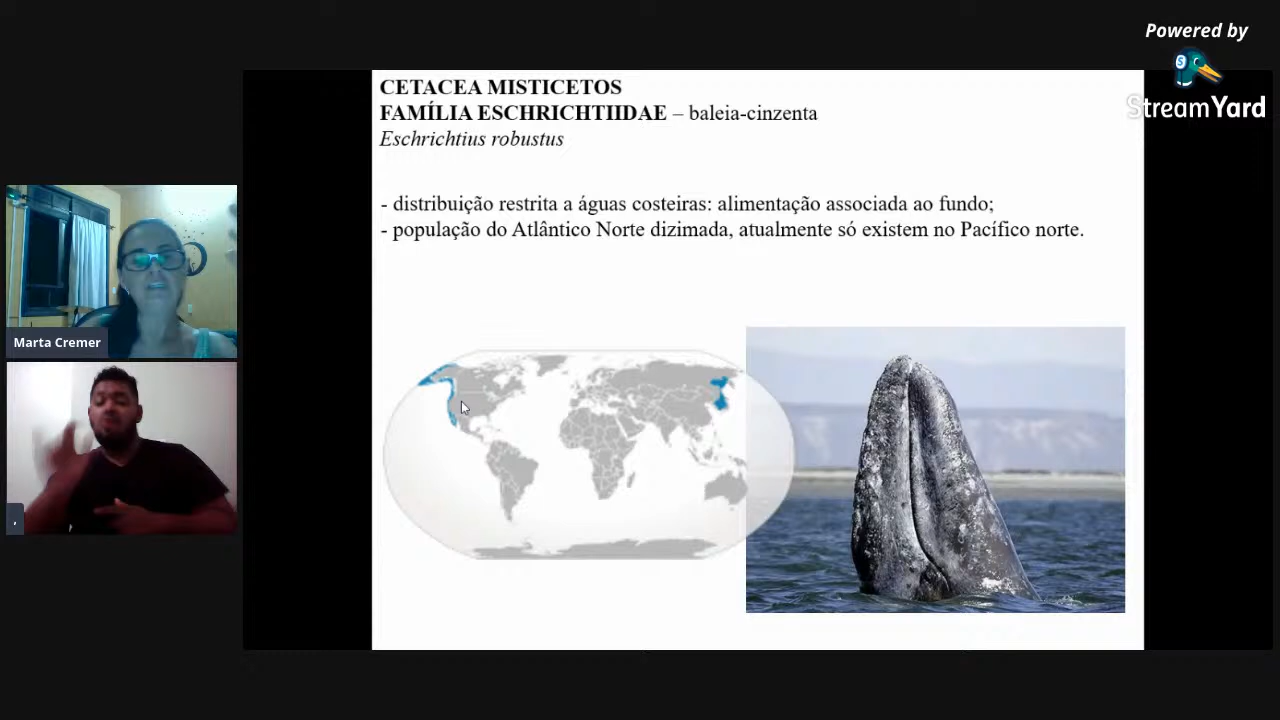 Powered by
StreamYard
CETACEA MISTICETOS
FAMÍLIA ESCHRICHTIIDAE – baleia-cinzenta
Eschrichtius robustus
- distribuição restrita a águas costeiras: alimentação associada ao fundo;
- população do Atlântico Norte dizimada, atualmente só existem no Pacífico norte.
Marta Cremer
,